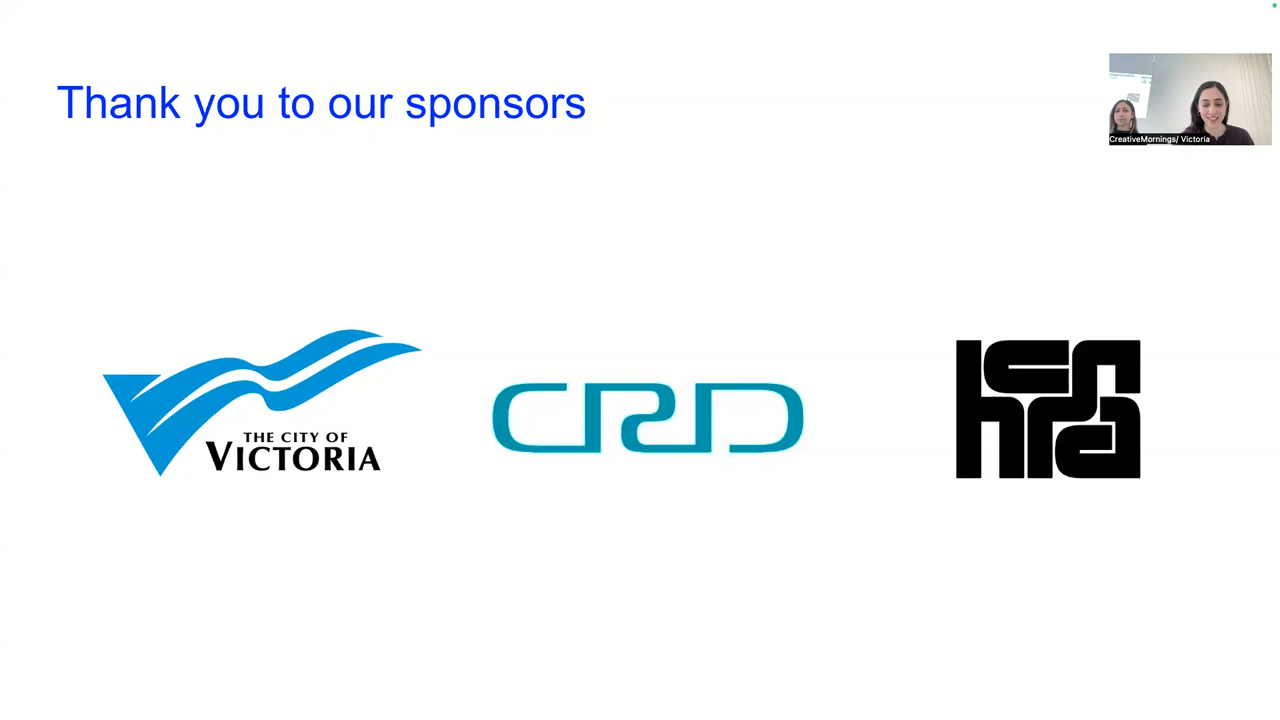 Thank you to our sponsors
CreativeMornings/ Victoria
THE CITY OF
VICTORIA
CRD